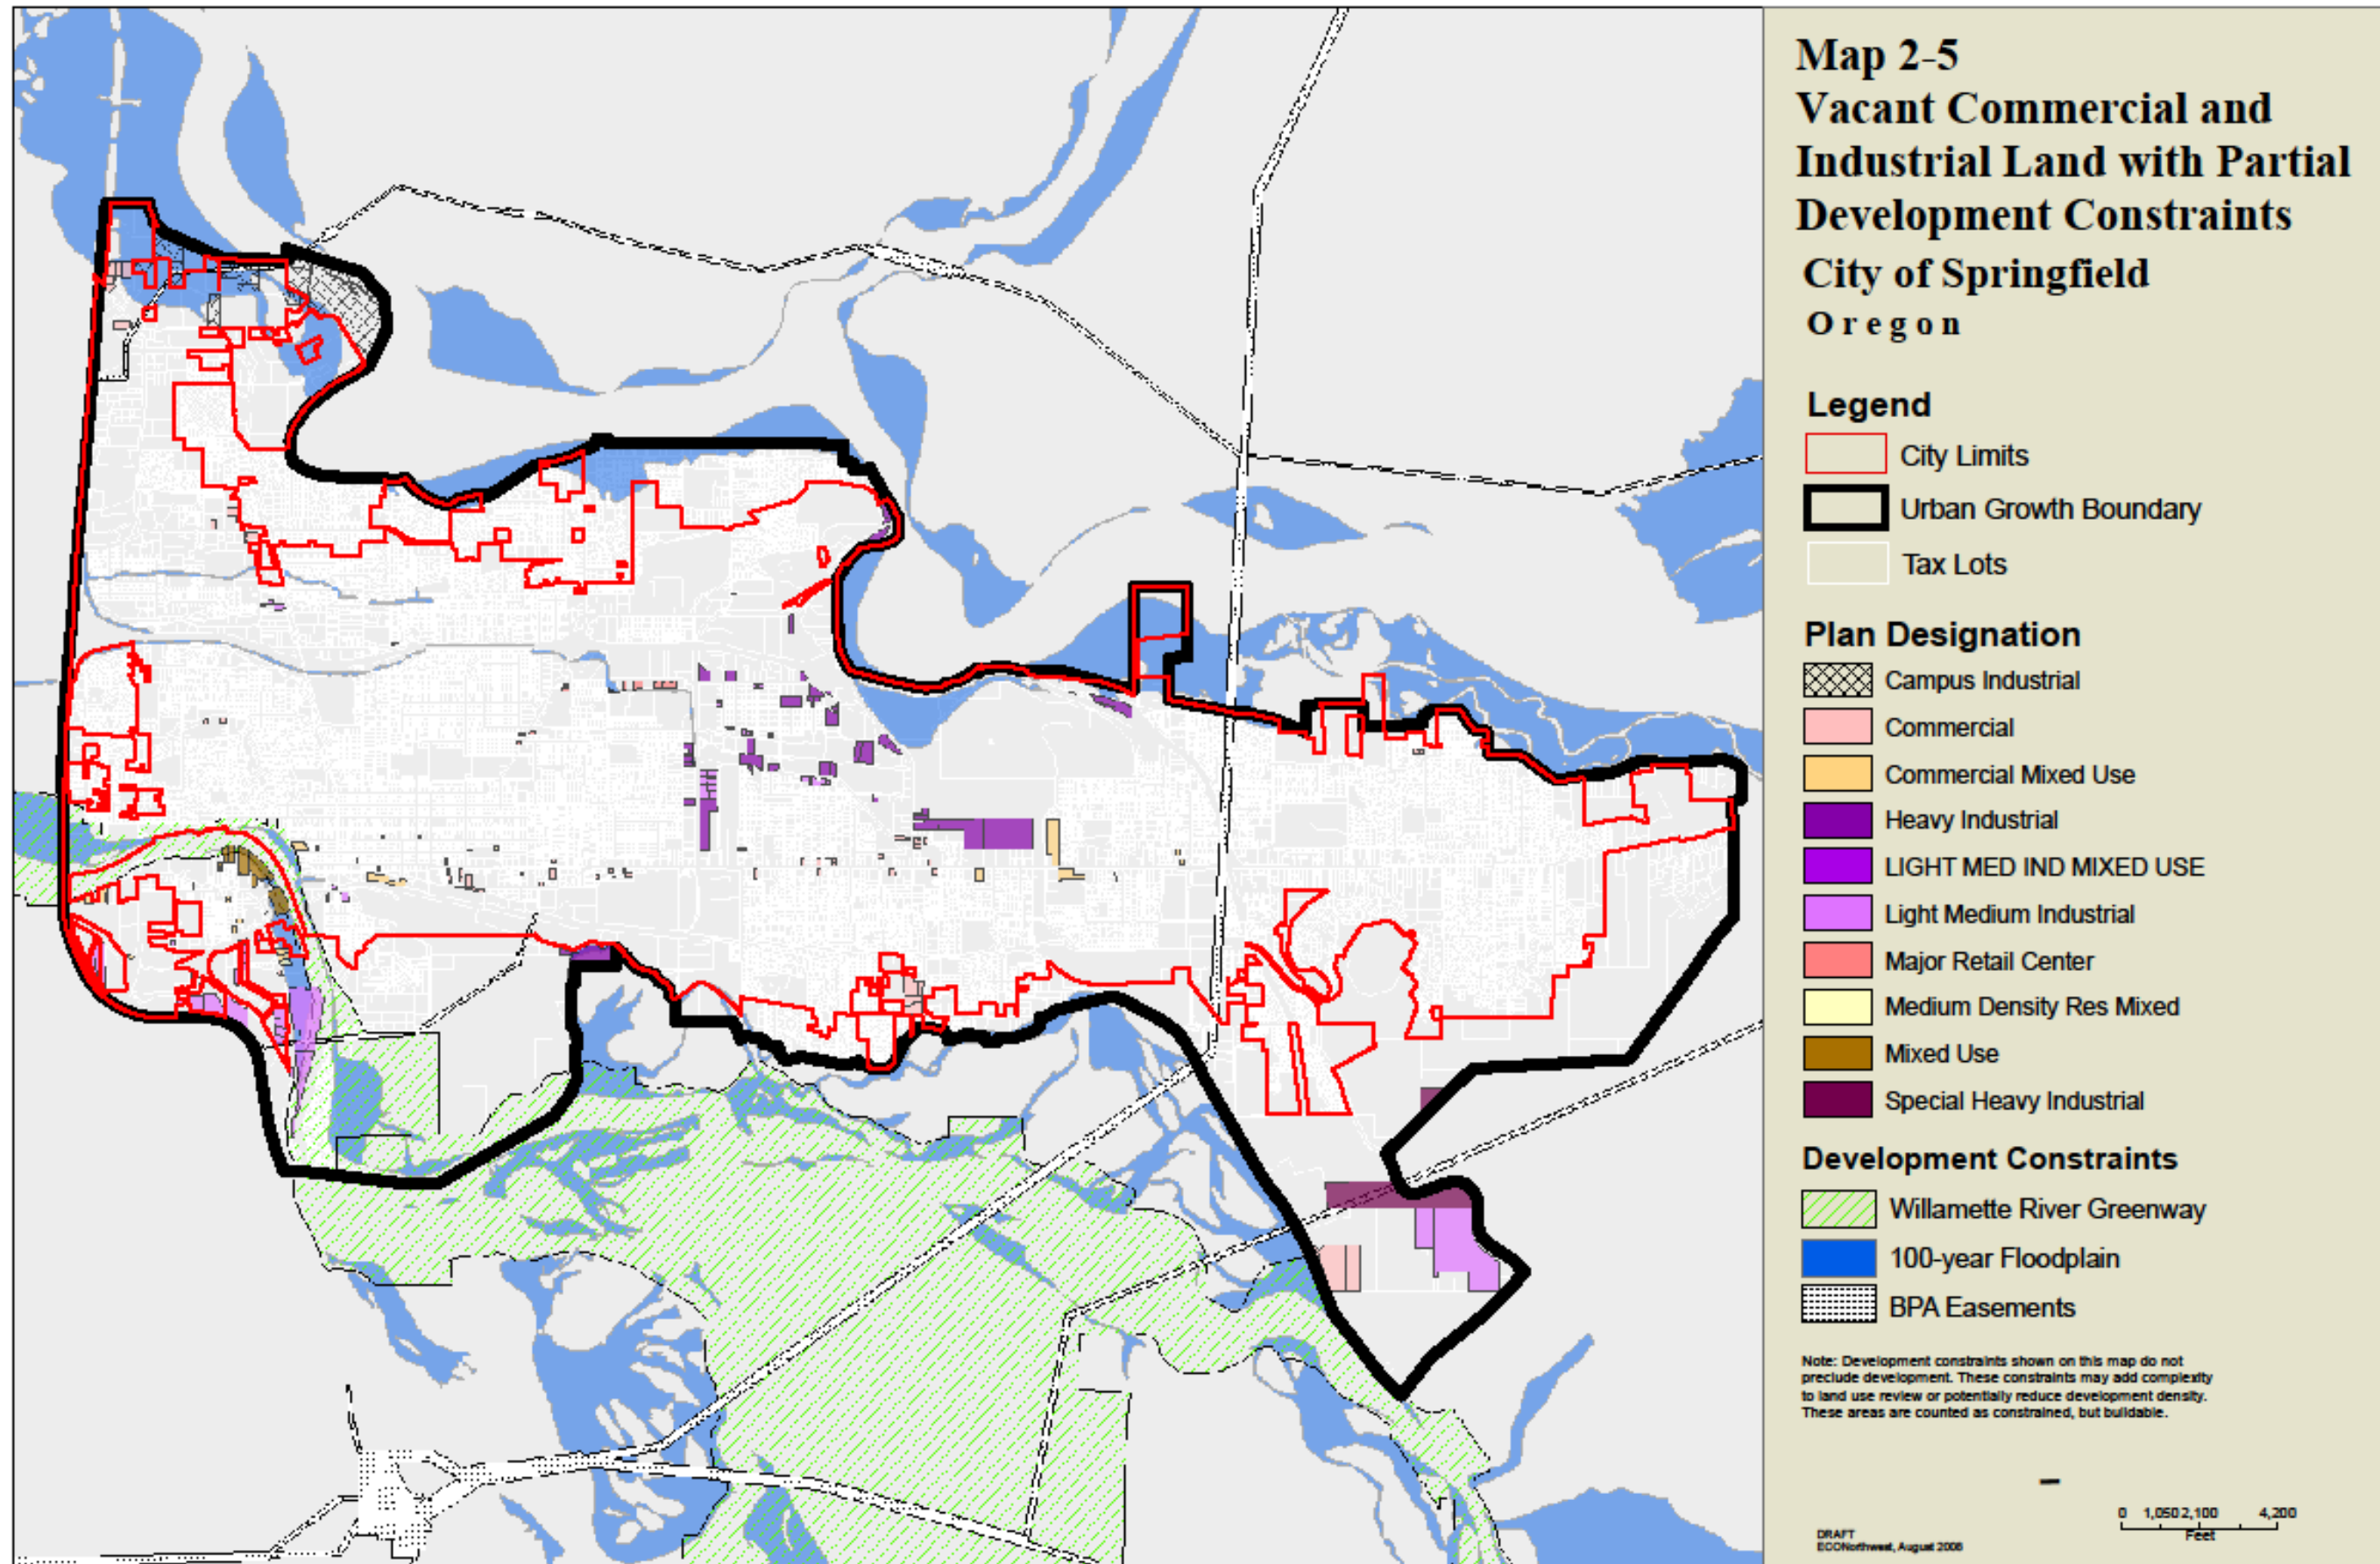 Map 2-5
Vacant Commercial and
Industrial Land with Partial
Development Constraints
City of Springfield
Oregon
Legend
City Limits
Urban Growth Boundary
Tax Lots
Plan Designation
Campus Industrial
Commercial
Commercial Mixed Use
Heavy Industrial
LIGHT MED IND MIXED USE
Light Medium Industrial
Major Retail Center
Medium Density Res Mixed
Mixed Use
Special Heavy Industrial
Development Constraints
Willamette River Greenway
100-year Floodplain
BPA Easements
Note: Development constraints shown on this map do not
preclude development. These constraints may add complexity
to land use review or potentially reduce development density.
These areas are counted as constrained, but buildable.
0 1,050 2,100 4,200
Feet
DRAFT
ECONorthwest, August 2008